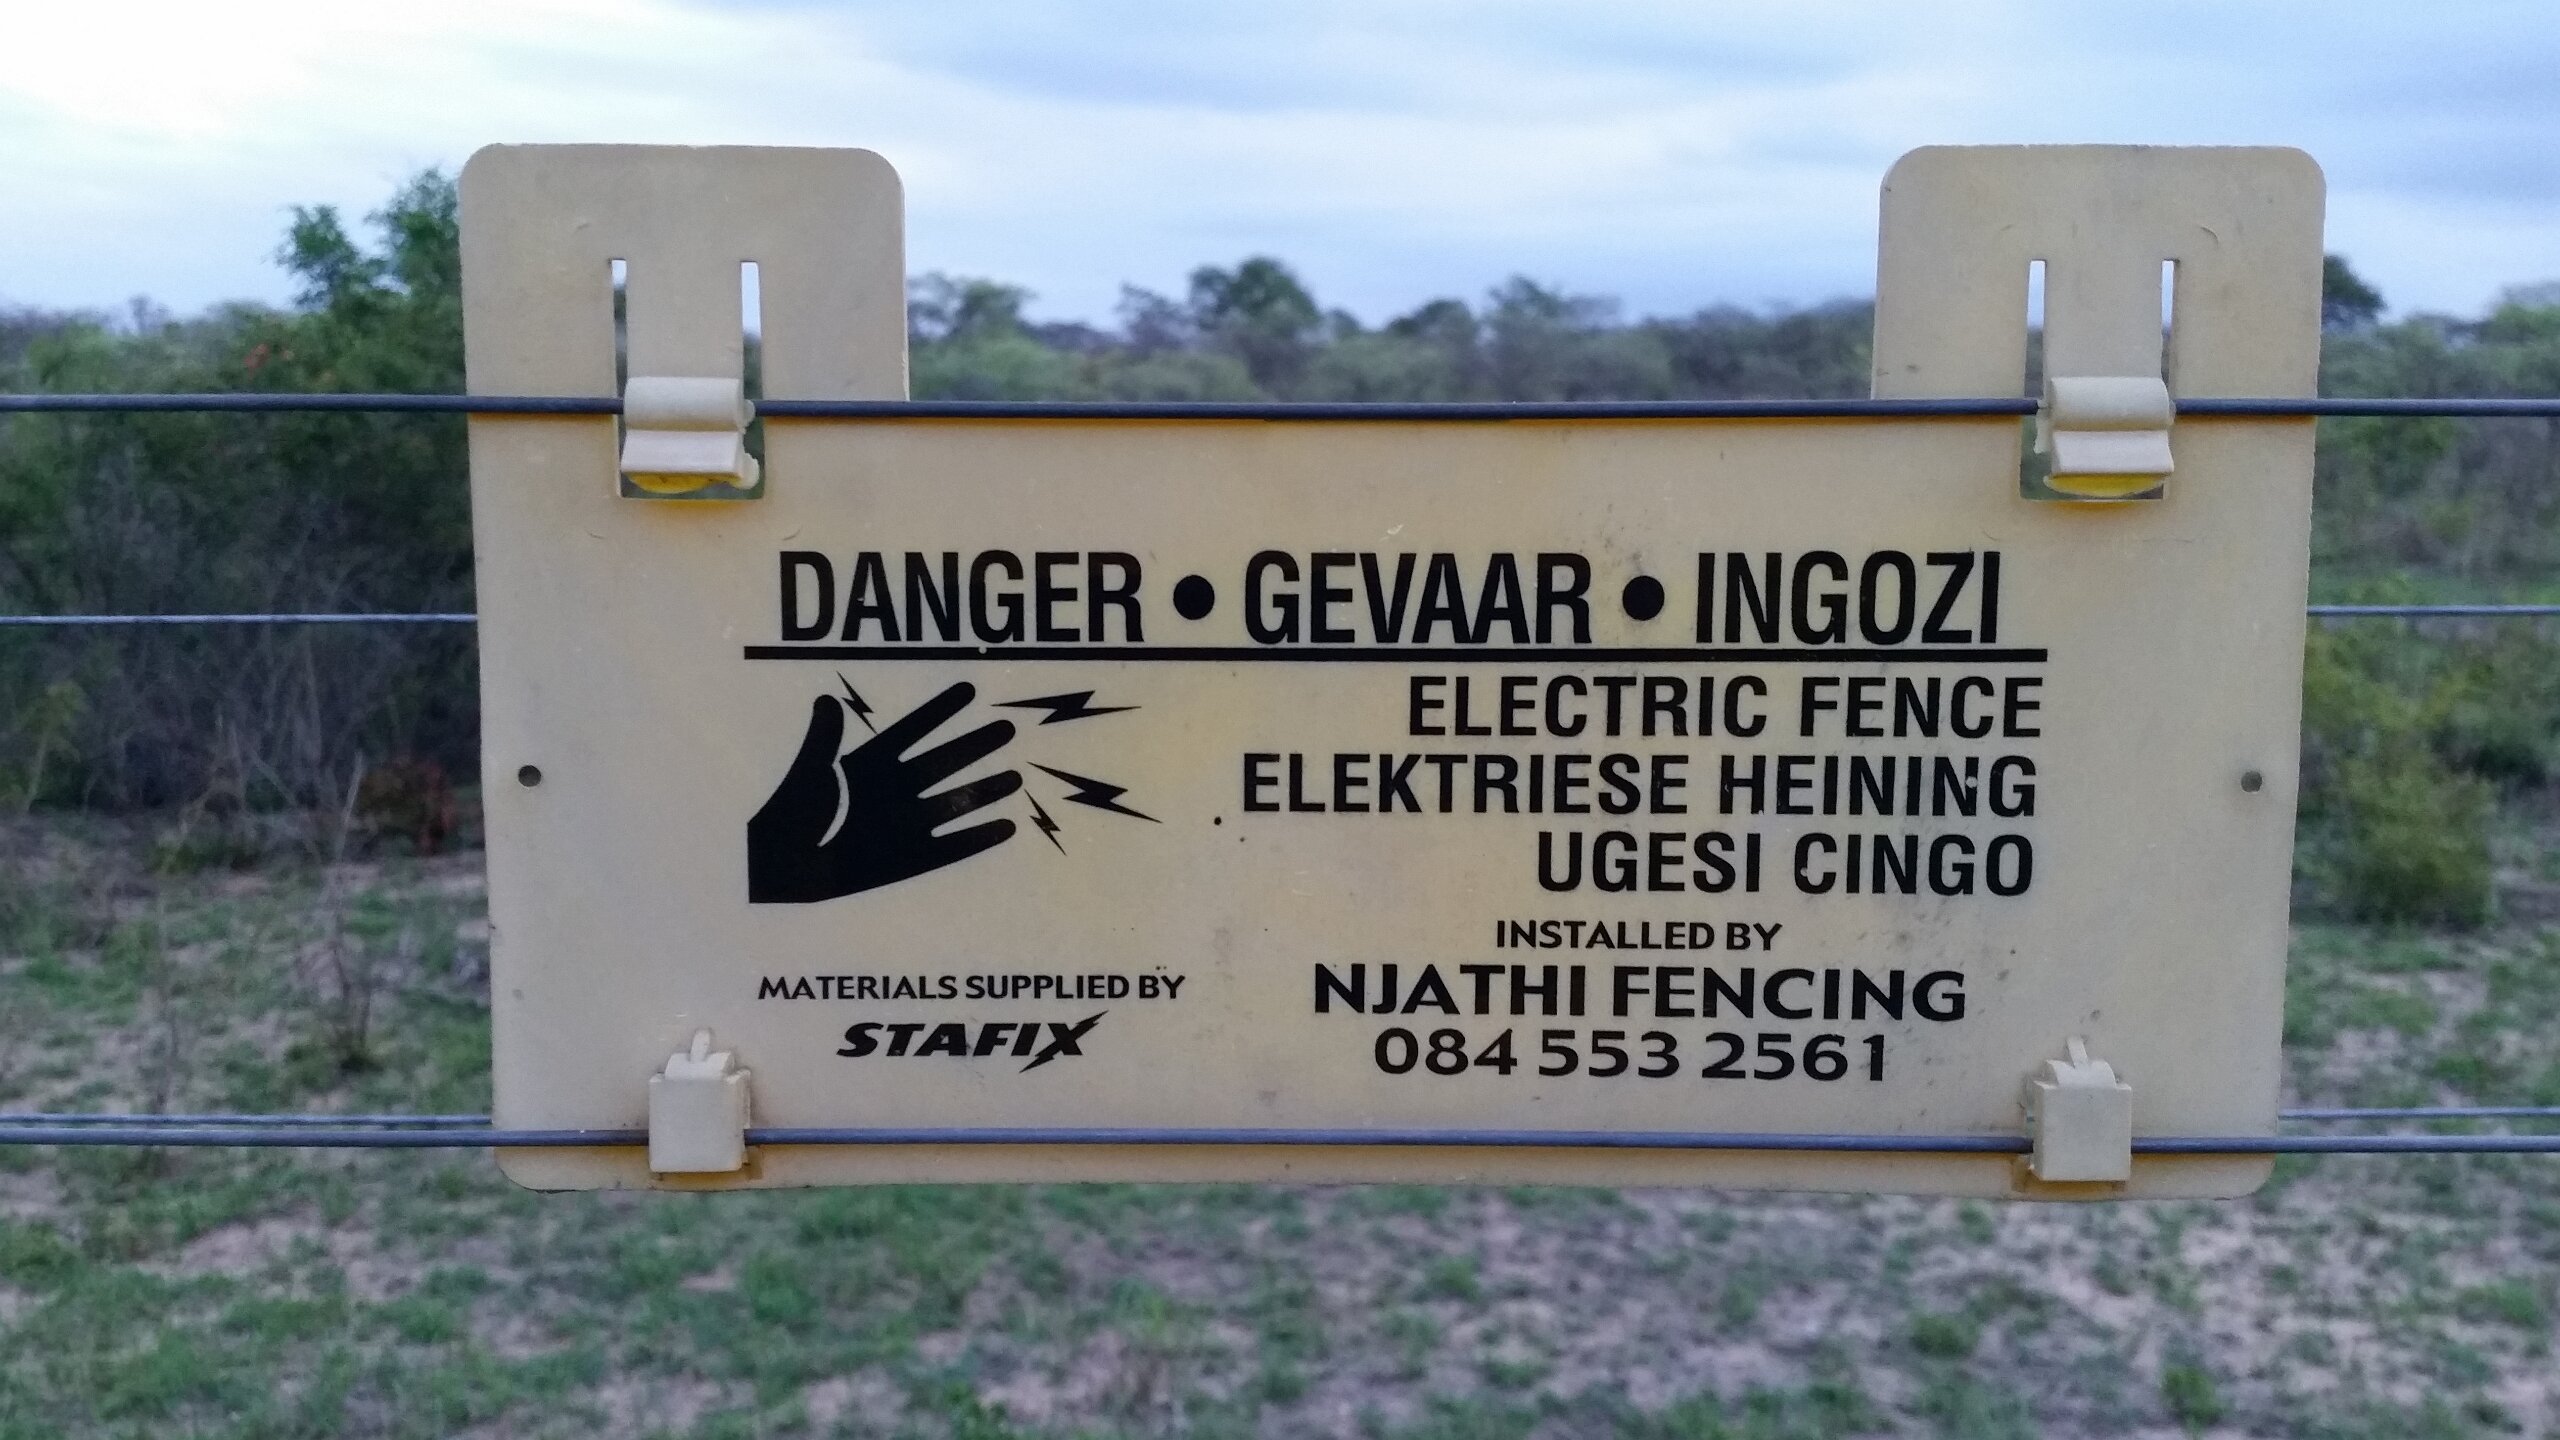 DANGER • GEVAAR • INGOZI
ELECTRIC FENCE
ELEKTRIESE HEINING
UGESI CINGO
INSTALLED BY
NJATHI FENCING
084 553 2561
MATERIALS SUPPLIED BY
STAFIX